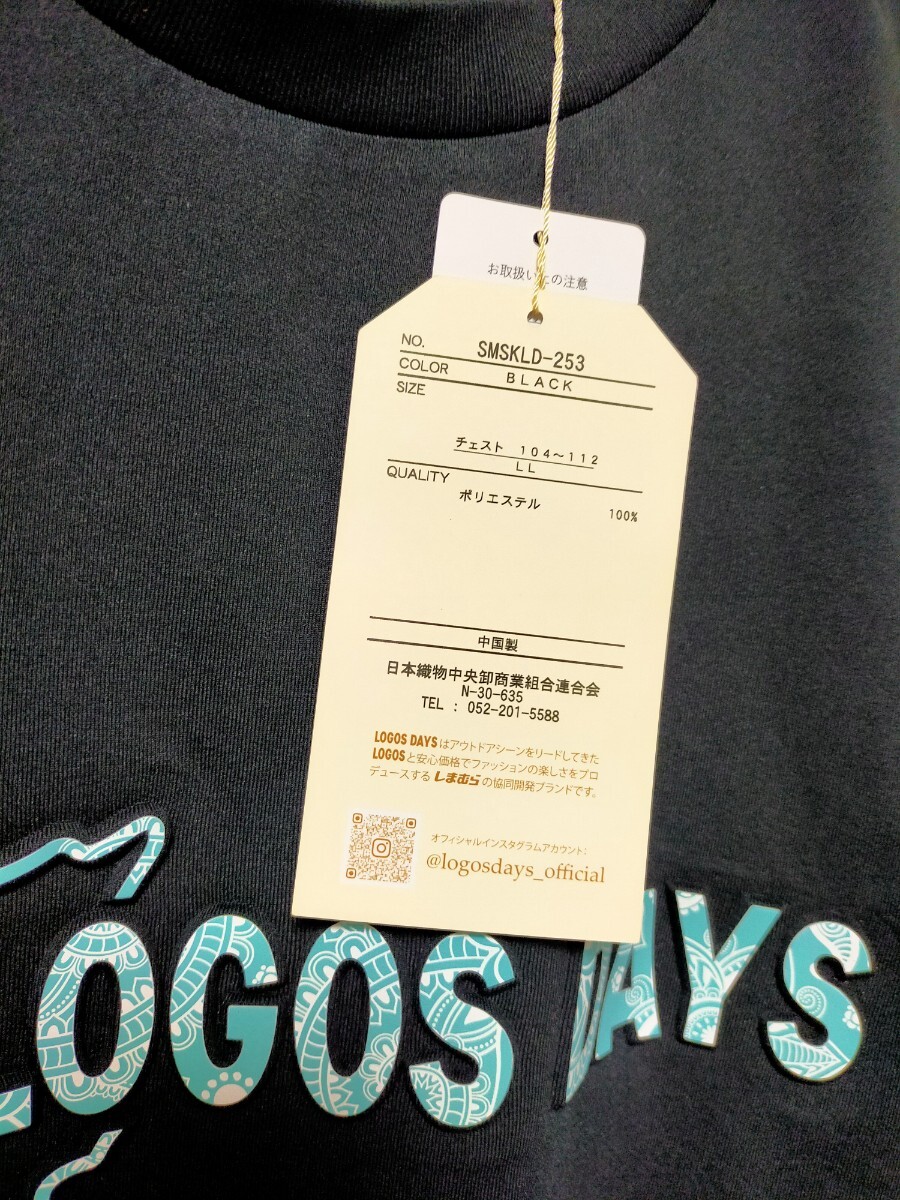 お取扱い上の注意
NO. SMSKLD-253
COLOR BLACK
SIZE
チェスト 104～112
LL
QUALITY
ポリエステル 100%
中国製
日本織物中央卸商業組合連合会
N-30-635
TEL : 052-201-5588
LOGOS DAYSはアウトドアシーンをリードしてきた
LOGOSと安心価格でファッションの楽しさをプロ
デュースするしまむらの協同開発ブランドです。
オフィシャルインスタグラムアカウント:
@logosdays_official
LOGOS DAYS